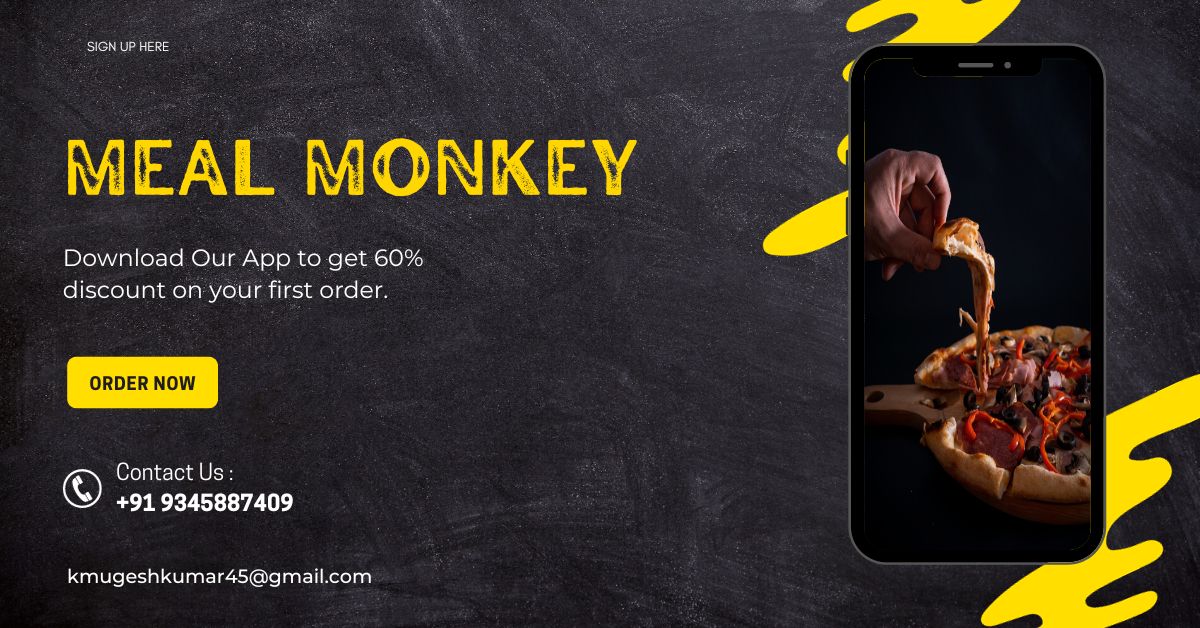 SIGN UP HERE
MEAL MONKEY
Download Our App to get 60%
discount on your first order.
ORDER NOW
Contact Us :
+91 9345887409
kmugeshkumar45@gmail.com